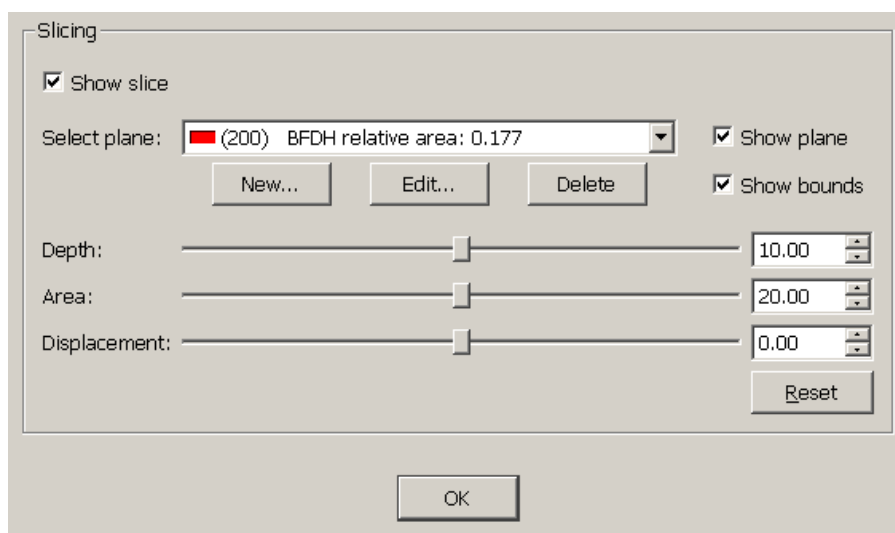 Slicing
Show slice
Select plane: (200) BFDH relative area: 0.177 Show plane
New... Edit... Delete Show bounds
Depth: 10.00
Area: 20.00
Displacement: 0.00
Reset
OK